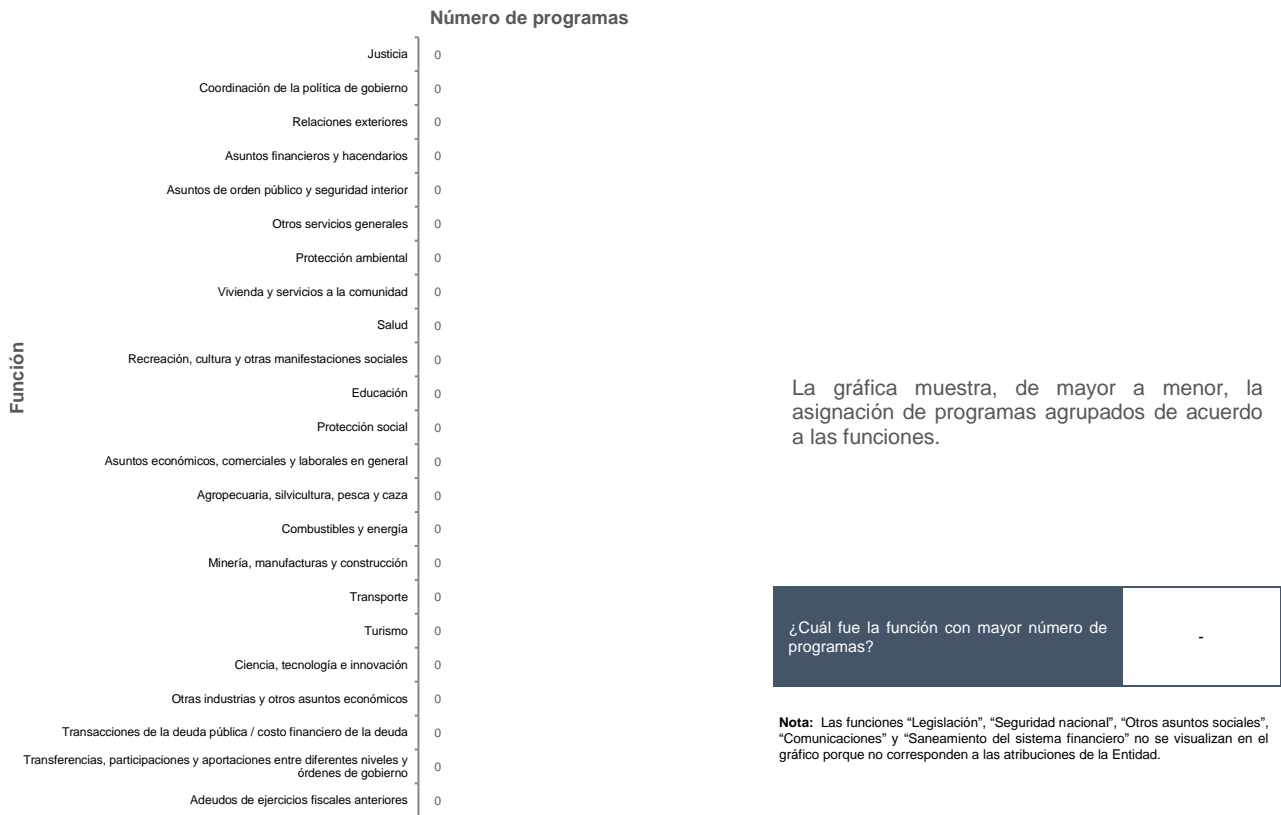 Número de programas
Función
Justicia 0
Coordinación de la política de gobierno 0
Relaciones exteriores 0
Asuntos financieros y hacendarios 0
Asuntos de orden público y seguridad interior 0
Otros servicios generales 0
Protección ambiental 0
Vivienda y servicios a la comunidad 0
Salud 0
Recreación, cultura y otras manifestaciones sociales 0
Educación 0
Protección social 0
Asuntos económicos, comerciales y laborales en general 0
Agropecuaria, silvicultura, pesca y caza 0
Combustibles y energía 0
Minería, manufacturas y construcción 0
Transporte 0
Turismo 0
Ciencia, tecnología e innovación 0
Otras industrias y otros asuntos económicos 0
Transacciones de la deuda pública / costo financiero de la deuda 0
Transferencias, participaciones y aportaciones entre diferentes niveles y
órdenes de gobierno 0
Adeudos de ejercicios fiscales anteriores 0
La gráfica muestra, de mayor a menor, la
asignación de programas agrupados de acuerdo
a las funciones.
¿Cuál fue la función con mayor número de
programas?
-
Nota: Las funciones “Legislación”, “Seguridad nacional”, “Otros asuntos sociales”,
“Comunicaciones” y “Saneamiento del sistema financiero” no se visualizan en el
gráfico porque no corresponden a las atribuciones de la Entidad.